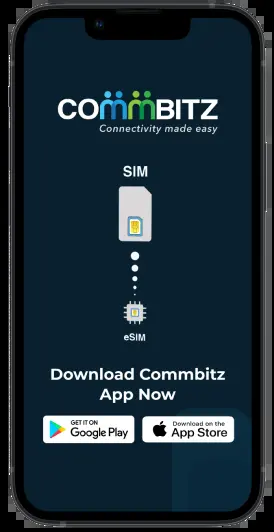 COMMBITZ
Connectivity made easy
SIM
eSIM
Download Commbitz
App Now
GET IT ON
Google Play
Download on the
App Store